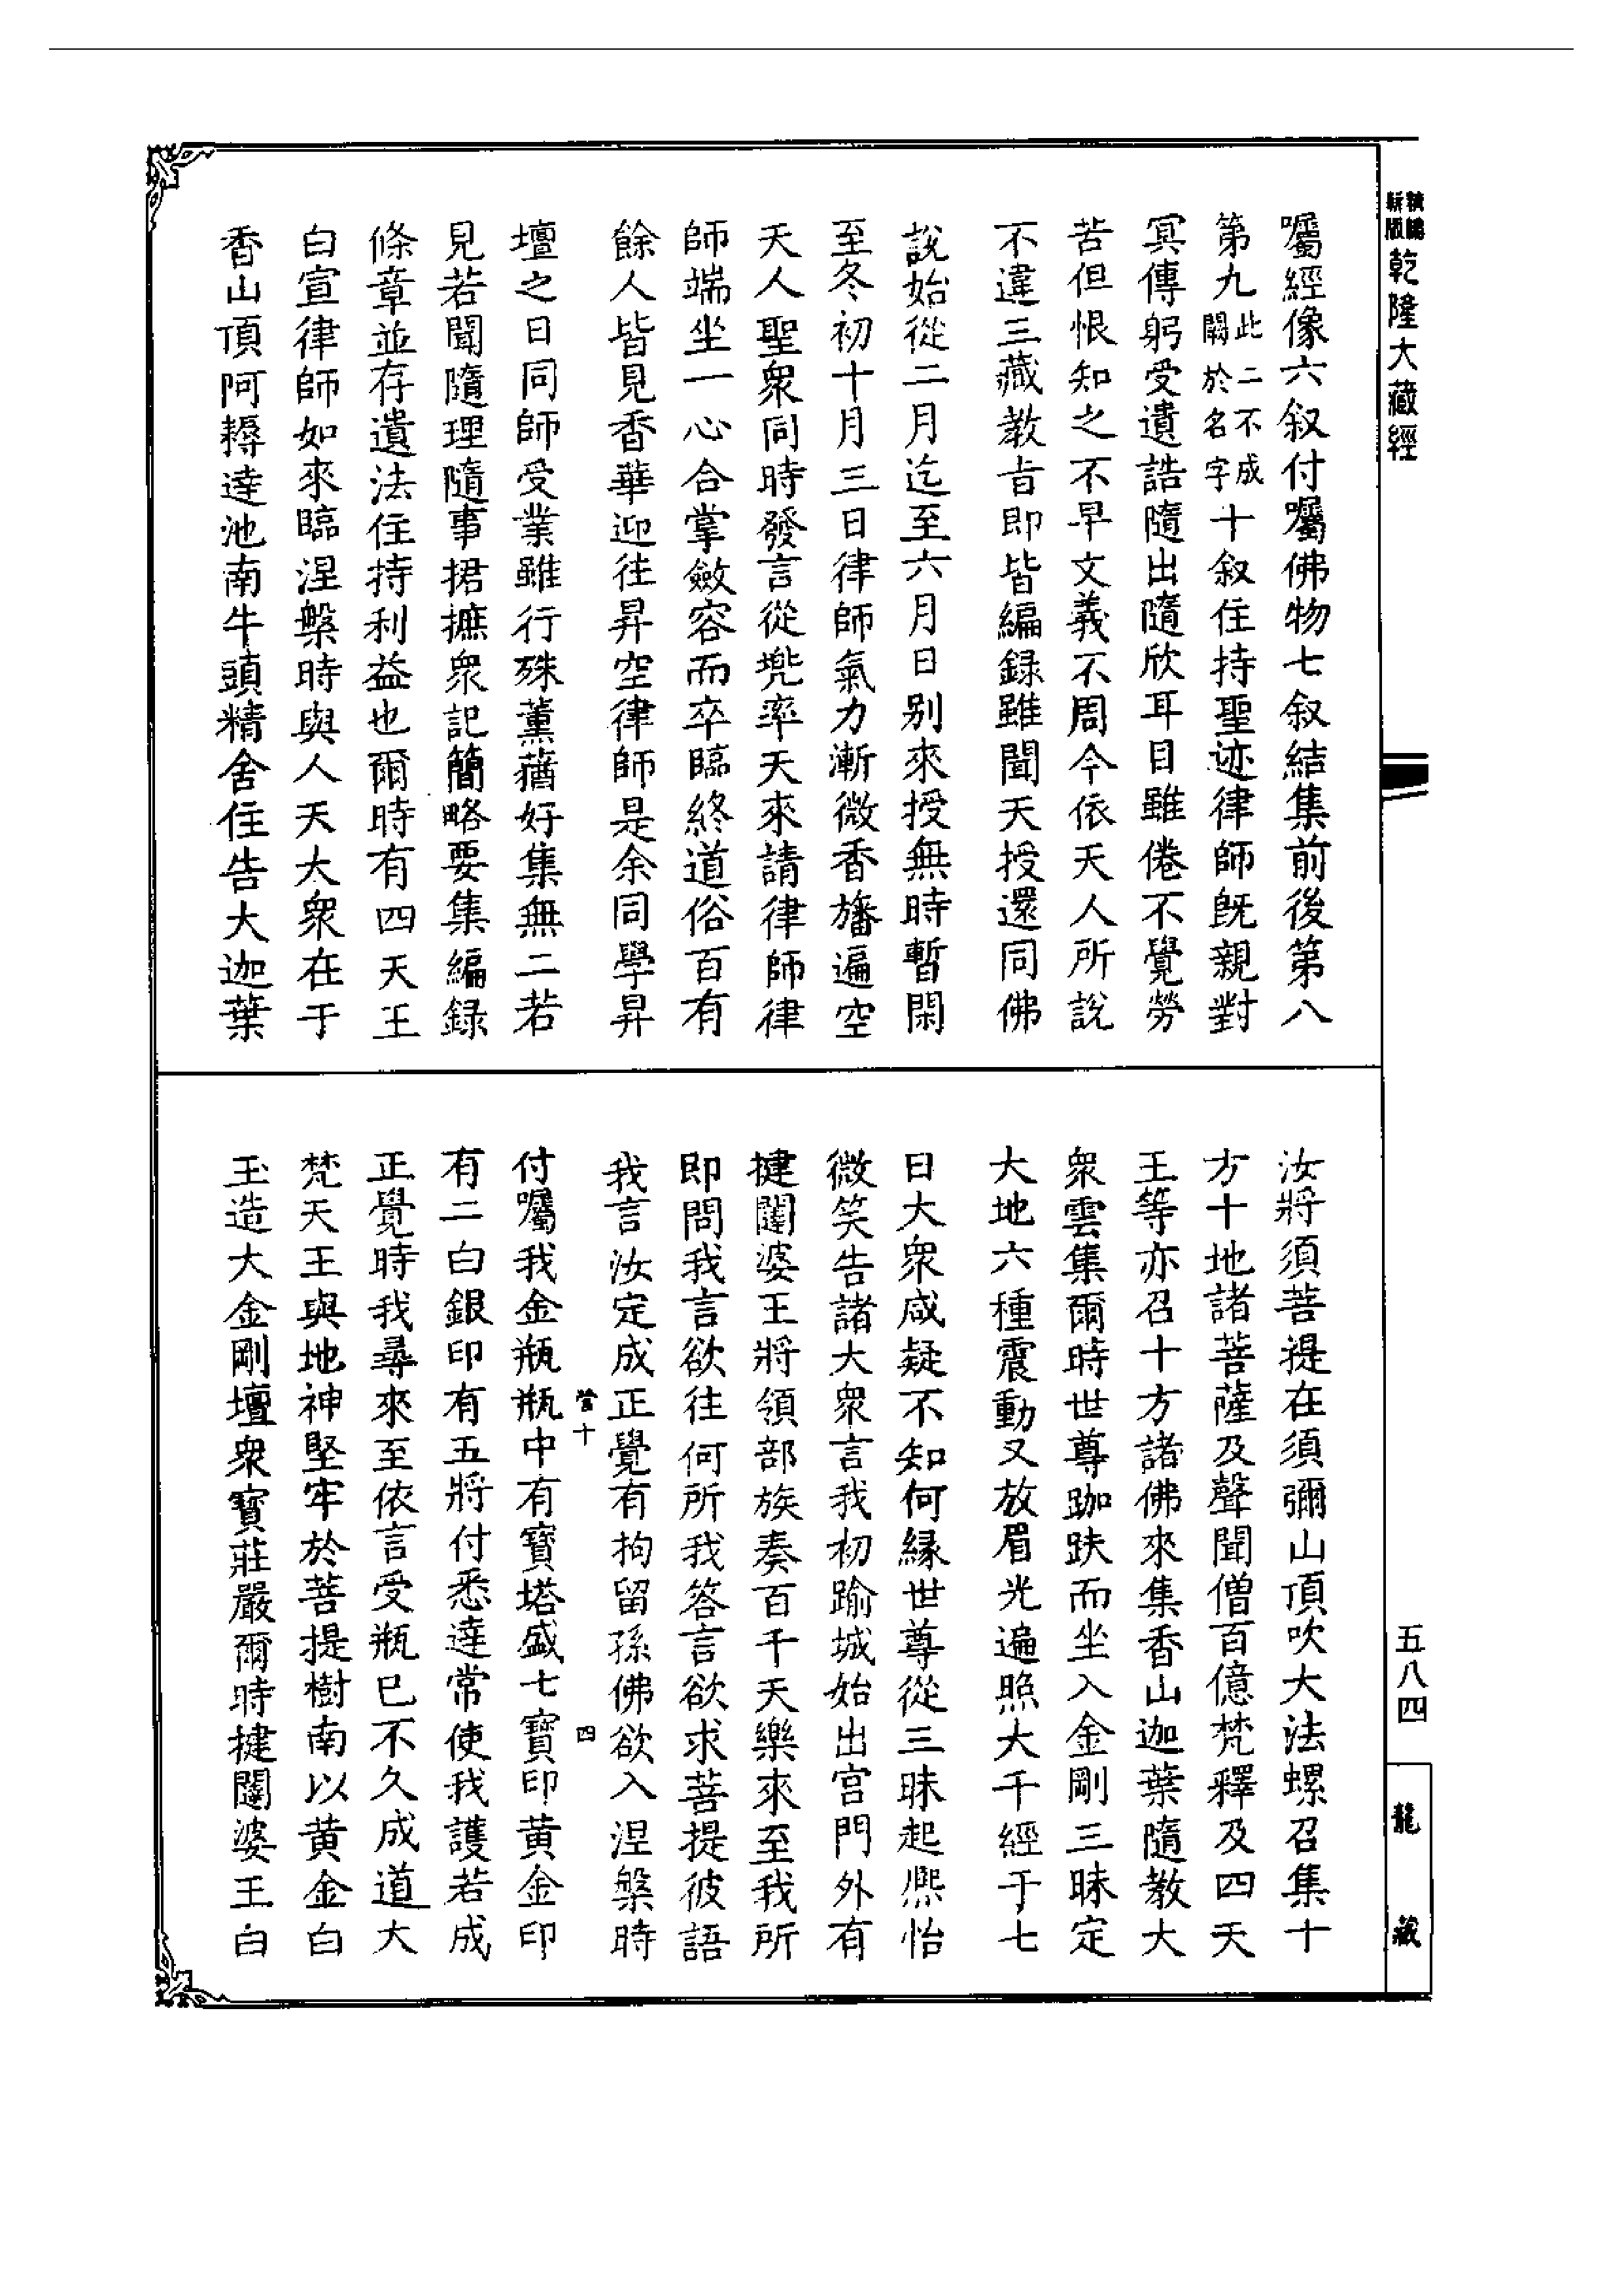 精編新版乾隆大藏經
囑經像六叙付囑佛物七叙結集前後第八
第九此二不成闕於名字十叙住持聖迹律師旣親對
冥傳躬受遺誥隨出隨欣耳目雖倦不覺勞
苦但恨知之不早文義不周今依天人所說
不違三藏教旨即皆編録雖聞天授還同佛
說始從二月迄至六月日別來授無時暫閑
至冬初十月三日律師氣力漸微香旛遍空
天人聖衆同時發言從兠率天來請律師律
師端坐一心合掌斂容而卒臨終道俗百有
餘人皆見香華迎往昇空律師是余同學昇
壇之日同師受業雖行殊薰蕕好集無二若
見若聞隨理隨事捃摭衆記簡略要集編録
條章並存遺法住持利益也爾時有四天王
白宣律師如來臨涅槃時與人天大衆在于
香山頂阿耨達池南牛頭精舍住告大迦葉
汝將須菩提在須彌山頂吹大法螺召集十
方十地諸菩薩及聲聞僧百億梵釋及四天
王等亦召十方諸佛來集香山迦葉隨教大
衆雲集爾時世尊跏趺而坐入金剛三昧定
大地六種震動又放眉光遍照大千經于七
日大衆咸疑不知何緣世尊從三昧起熈怡
微笑告諸大衆言我初踰城始出宮門外有
揵闥婆王將領部族奏百千天樂來至我所
即問我言欲往何所我答言欲求菩提彼語
我言汝定成正覺有拘留孫佛欲入涅槃時
營十 四
付囑我金瓶瓶中有寶塔盛七寶印黃金印
有二白銀印有五將付悉達常使我護若成
正覺時我尋來至依言受瓶已不久成道大
梵天王與地神堅牢於菩提樹南以黃金白
玉造大金剛壇衆寶莊嚴爾時揵闥婆王白
五八四
龍藏